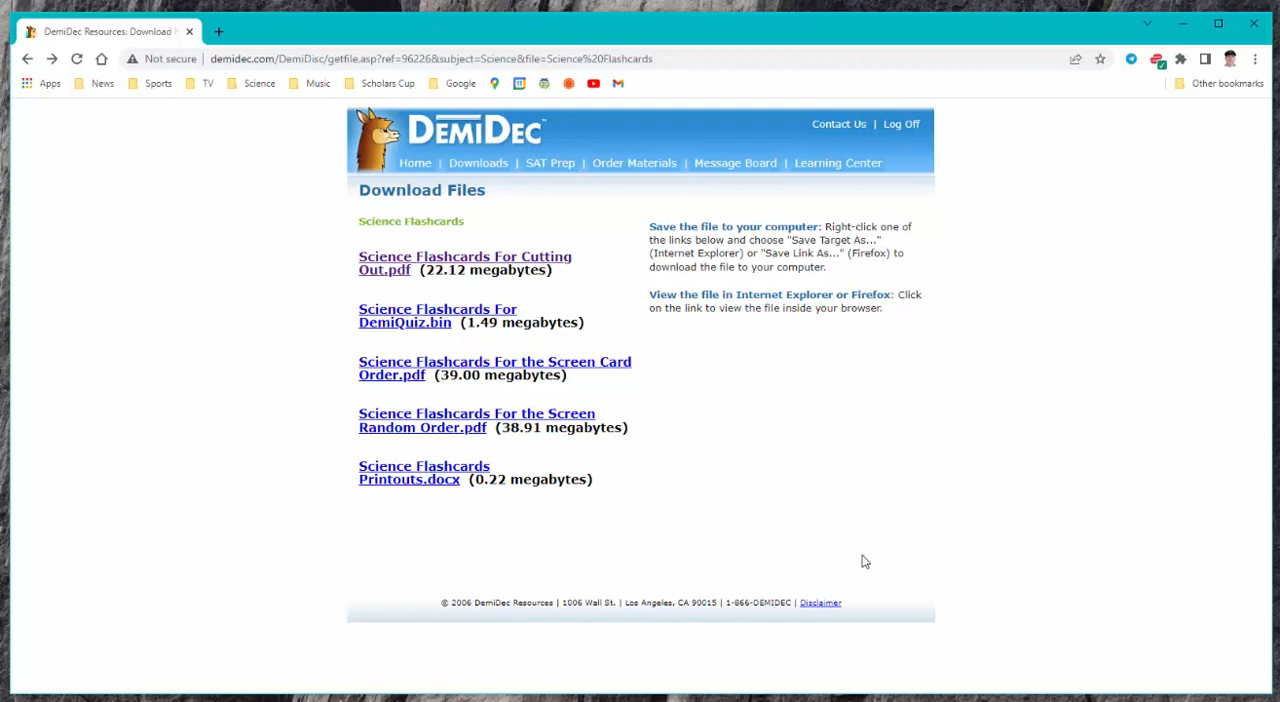 DemiDec Resources: Download
Not secure | demidec.com/DemiDisc/getfile.asp?ref=96226&subject=Science&file=Science%20Flashcards
Apps News Sports TV Science Music Scholars Cup Google Other bookmarks
DEMIDEC™
Contact Us | Log Off
Home | Downloads | SAT Prep | Order Materials | Message Board | Learning Center
Download Files
Science Flashcards
Science Flashcards For Cutting
Out.pdf (22.12 megabytes)
Science Flashcards For
DemiQuiz.bin (1.49 megabytes)
Science Flashcards For the Screen Card
Order.pdf (39.00 megabytes)
Science Flashcards For the Screen
Random Order.pdf (38.91 megabytes)
Science Flashcards
Printouts.docx (0.22 megabytes)
Save the file to your computer: Right-click one of
the links below and choose "Save Target As..."
(Internet Explorer) or "Save Link As..." (Firefox) to
download the file to your computer.
View the file in Internet Explorer or Firefox: Click
on the link to view the file inside your browser.
© 2006 DemiDec Resources | 1006 Wall St. | Los Angeles, CA 90015 | 1-866-DEMIDEC | Disclaimer